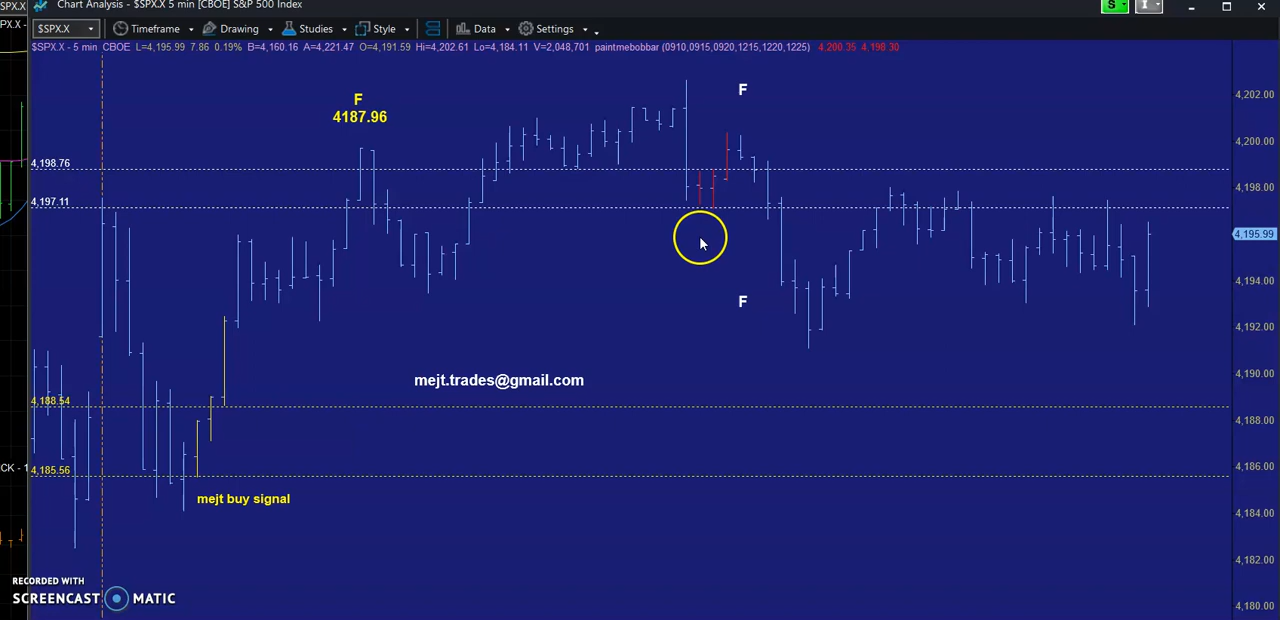 PX.X
Chart Analysis - $SPX.X 5 min [CBOE] S&P 500 Index
S
I
PX.X -
$SPX.X
Timeframe
Drawing
Studies
Style
Data
Settings
$SPX.X - 5 min CBOE L=4,195.99 7.86 0.19% B=4,160.16 A=4,221.47 O=4,191.59 Hi=4,202.61 Lo=4,184.11 V=2,048,701 paintmebobbar (0910,0915,0920,1215,1220,1225) 4,200.35 4,198.30
F
4187.96
F
4,202.00
4,200.00
4,198.76
4,198.00
4,197.11
4,195.99
4,194.00
F
4,192.00
4,190.00
mejt.trades@gmail.com
4,188.54
4,188.00
4,185.56
4,186.00
CK - 1
mejt buy signal
4,184.00
4,182.00
RECORDED WITH
SCREENCAST MATIC
4,180.00